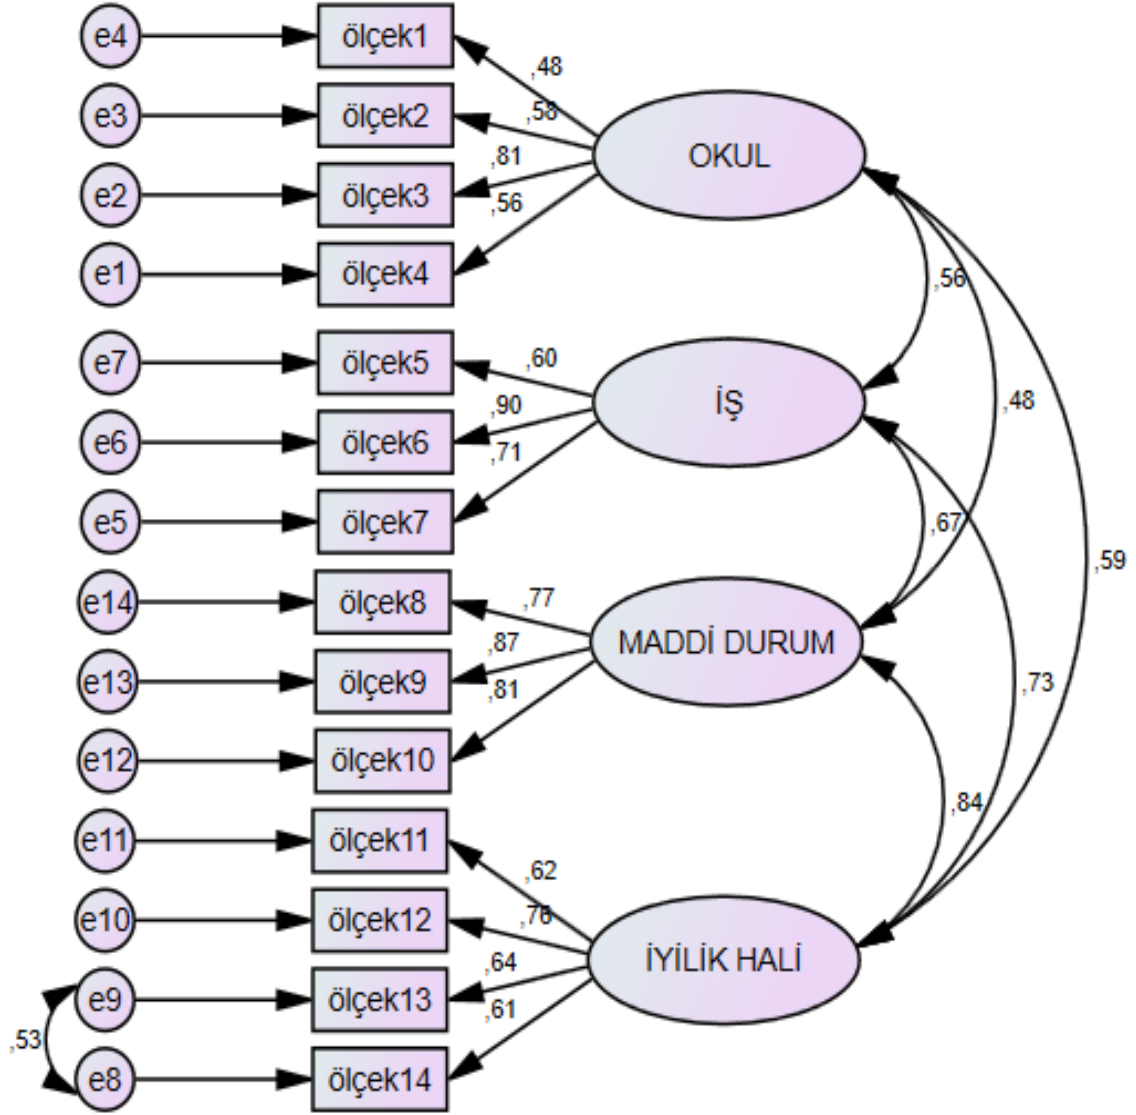 e4
ölçek1
,48
e3
ölçek2
,58
OKUL
,81
e2
ölçek3
,56
e1
ölçek4
,56
e7
ölçek5
,60
İŞ
,48
,90
e6
ölçek6
,71
e5
ölçek7
,67
,59
e14
ölçek8
,77
MADDİ DURUM
,87
e13
ölçek9
,81
,73
e12
ölçek10
,84
e11
ölçek11
,62
e10
ölçek12
,76
İYİLİK HALİ
,64
e9
ölçek13
,61
,53
e8
ölçek14